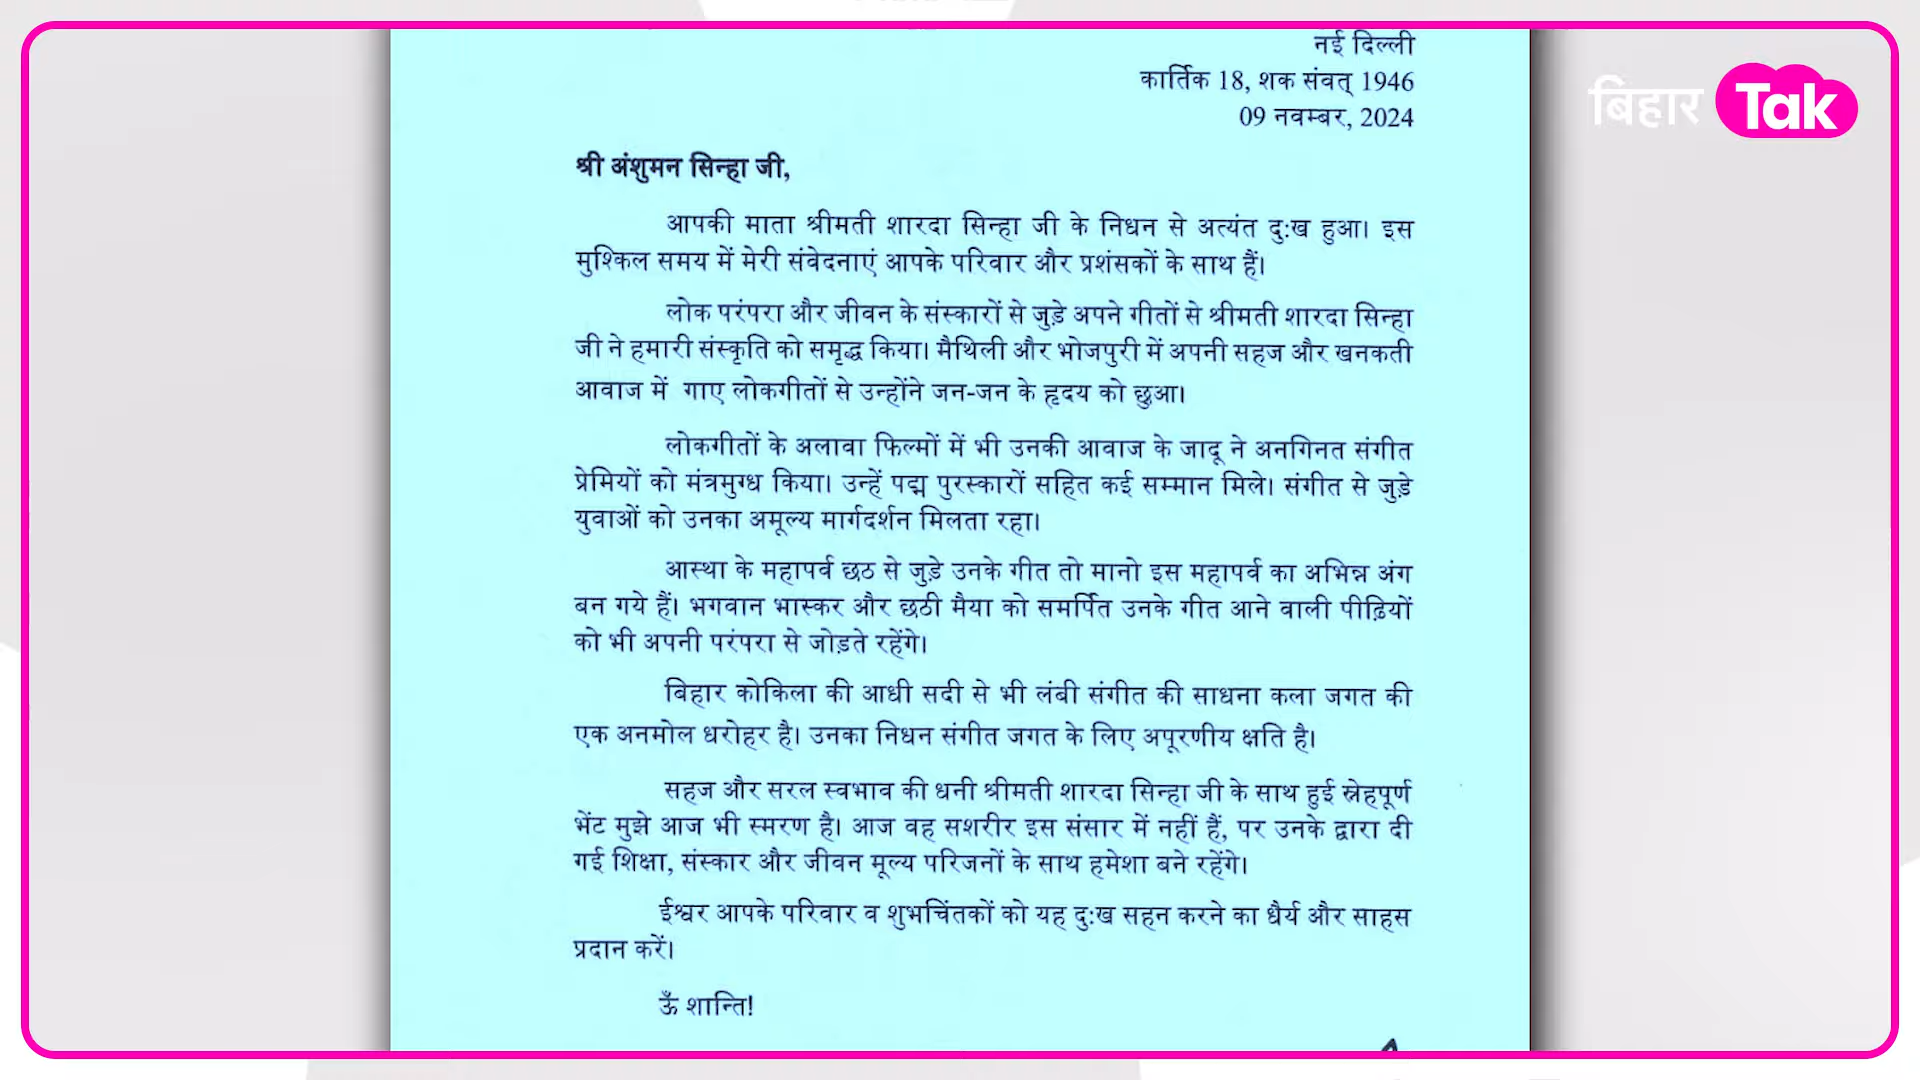 नई दिल्ली
कार्तिक 18, शक संवत् 1946
09 नवम्बर, 2024
बिहार Tak
श्री अंशुमन सिन्हा जी,
आपकी माता श्रीमती शारदा सिन्हा जी के निधन से अत्यंत दु:ख हुआ। इस
मुश्किल समय में मेरी संवेदनाएं आपके परिवार और प्रशंसकों के साथ हैं।
लोक परंपरा और जीवन के संस्कारों से जुड़े अपने गीतों से श्रीमती शारदा सिन्हा
जी ने हमारी संस्कृति को समृद्ध किया। मैथिली और भोजपुरी में अपनी सहज और खनकती
आवाज में गाए लोकगीतों से उन्होंने जन-जन के हृदय को छुआ।
लोकगीतों के अलावा फिल्मों में भी उनकी आवाज के जादू ने अनगिनत संगीत
प्रेमियों को मंत्रमुग्ध किया। उन्हें पद्म पुरस्कारों सहित कई सम्मान मिले। संगीत से जुड़े
युवाओं को उनका अमूल्य मार्गदर्शन मिलता रहा।
आस्था के महापर्व छठ से जुड़े उनके गीत तो मानो इस महापर्व का अभिन्न अंग
बन गये हैं। भगवान भास्कर और छठी मैया को समर्पित उनके गीत आने वाली पीढ़ियों
को भी अपनी परंपरा से जोड़ते रहेंगे।
बिहार कोकिला की आधी सदी से भी लंबी संगीत की साधना कला जगत की
एक अनमोल धरोहर है। उनका निधन संगीत जगत के लिए अपूरणीय क्षति है।
सहज और सरल स्वभाव की धनी श्रीमती शारदा सिन्हा जी के साथ हुई स्नेहपूर्ण
भेंट मुझे आज भी स्मरण है। आज वह सशरीर इस संसार में नहीं हैं, पर उनके द्वारा दी
गई शिक्षा, संस्कार और जीवन मूल्य परिजनों के साथ हमेशा बने रहेंगे।
ईश्वर आपके परिवार व शुभचिंतकों को यह दु:ख सहन करने का धैर्य और साहस
प्रदान करें।
ऊँ शान्ति!